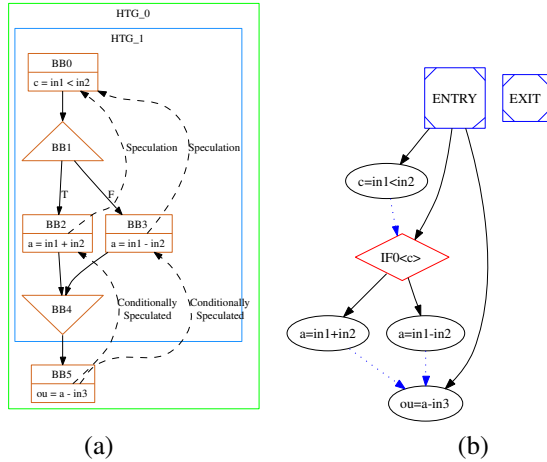 HTG_0
HTG_1
BB0
c = in1 < in2
BB1
Speculation
Speculation
T
F
BB2
a = in1 + in2
BB3
a = in1 - in2
BB4
Conditionally
Speculated
Conditionally
Speculated
BB5
ou = a - in3
(a)
ENTRY
EXIT
c=in1<in2
IF0<c>
a=in1+in2
a=in1-in2
ou=a-in3
(b)